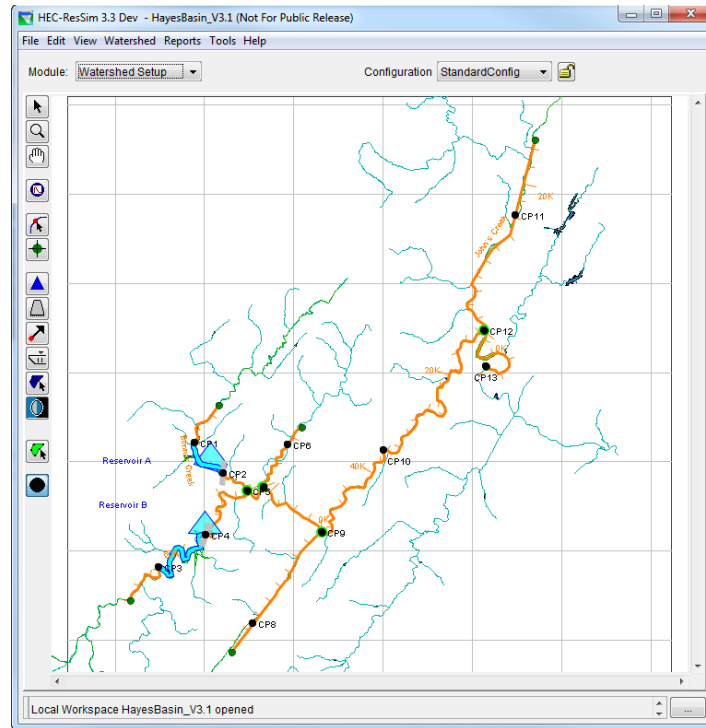 HEC-ResSim 3.3 Dev - HayesBasin_V3.1 (Not For Public Release)
File Edit View Watershed Reports Tools Help
Module: Watershed Setup
Configuration StandardConfig
20K
CP11
John's Creek
CP12
0K
CP13
20K
CP1
CP6
CP10
Reservoir A
CP2
40K
CP5
Reservoir B
0K
CP9
CP4
CP3
CP8
Local Workspace HayesBasin_V3.1 opened
...